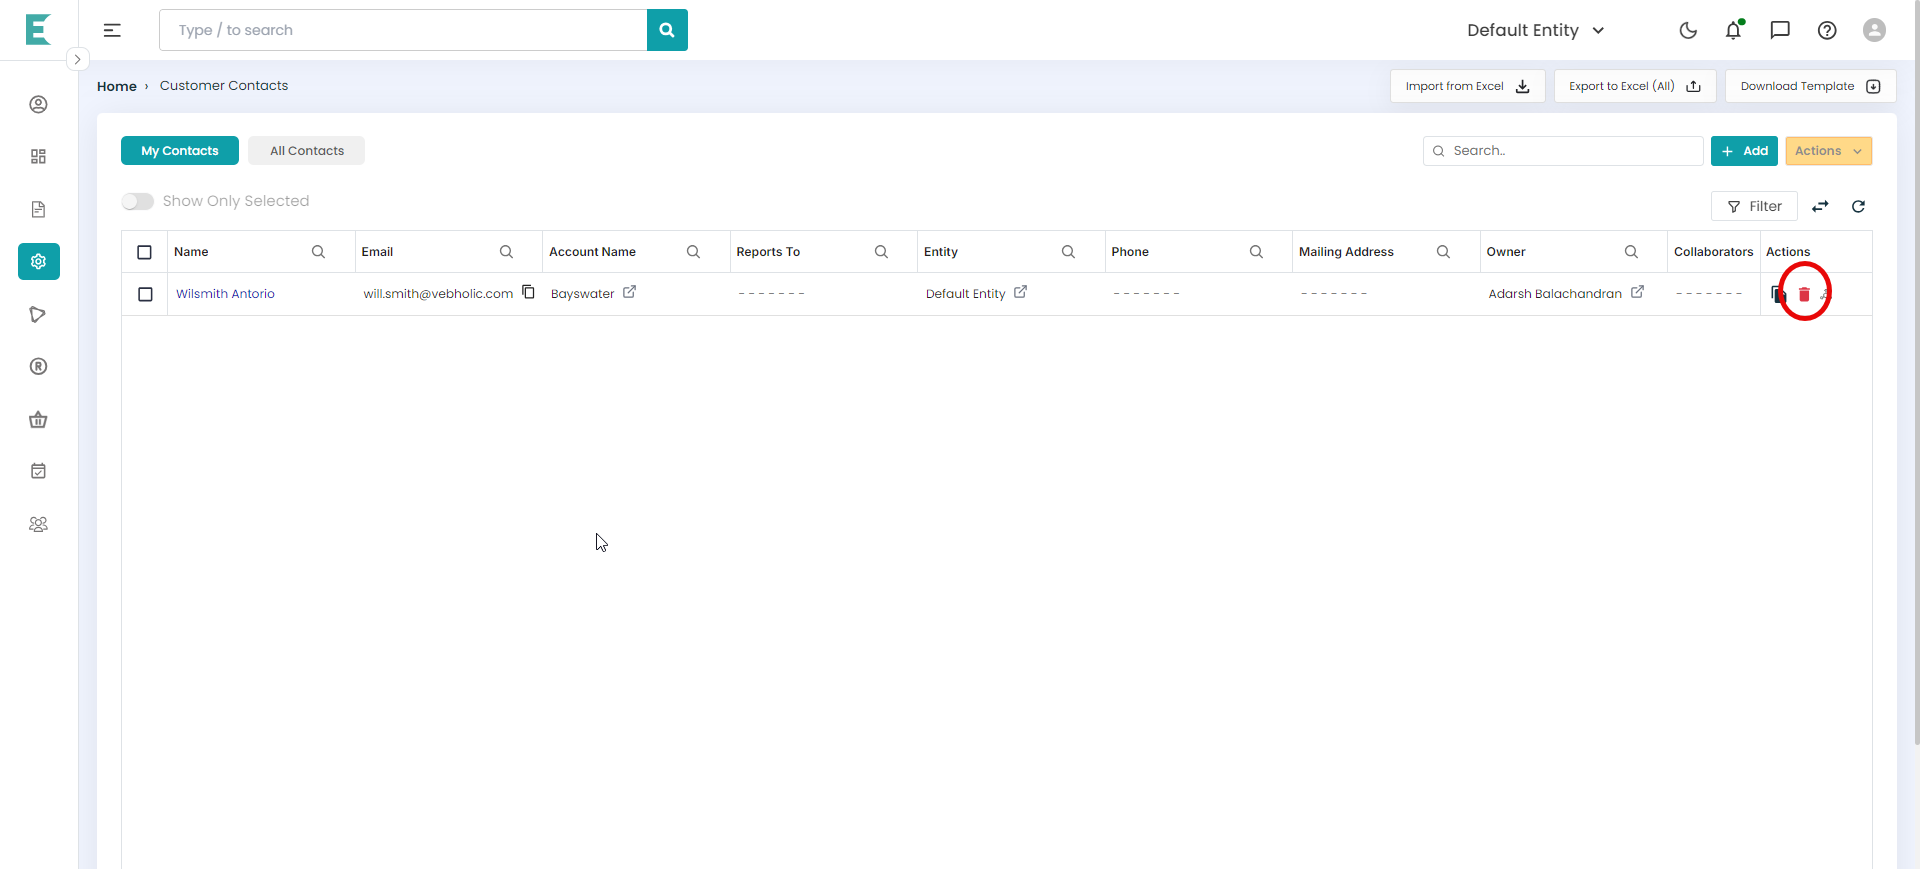 Type / to search
Default Entity
Home › Customer Contacts
Import from Excel
Export to Excel (All)
Download Template
My Contacts
All Contacts
Search..
+ Add
Actions
Show Only Selected
Filter
Name Email Account Name Reports To Entity Phone Mailing Address Owner Collaborators Actions
Wilsmith Antorio will.smith@vebholic.com Bayswater ------- Default Entity ------- ------- Adarsh Balachandran -------